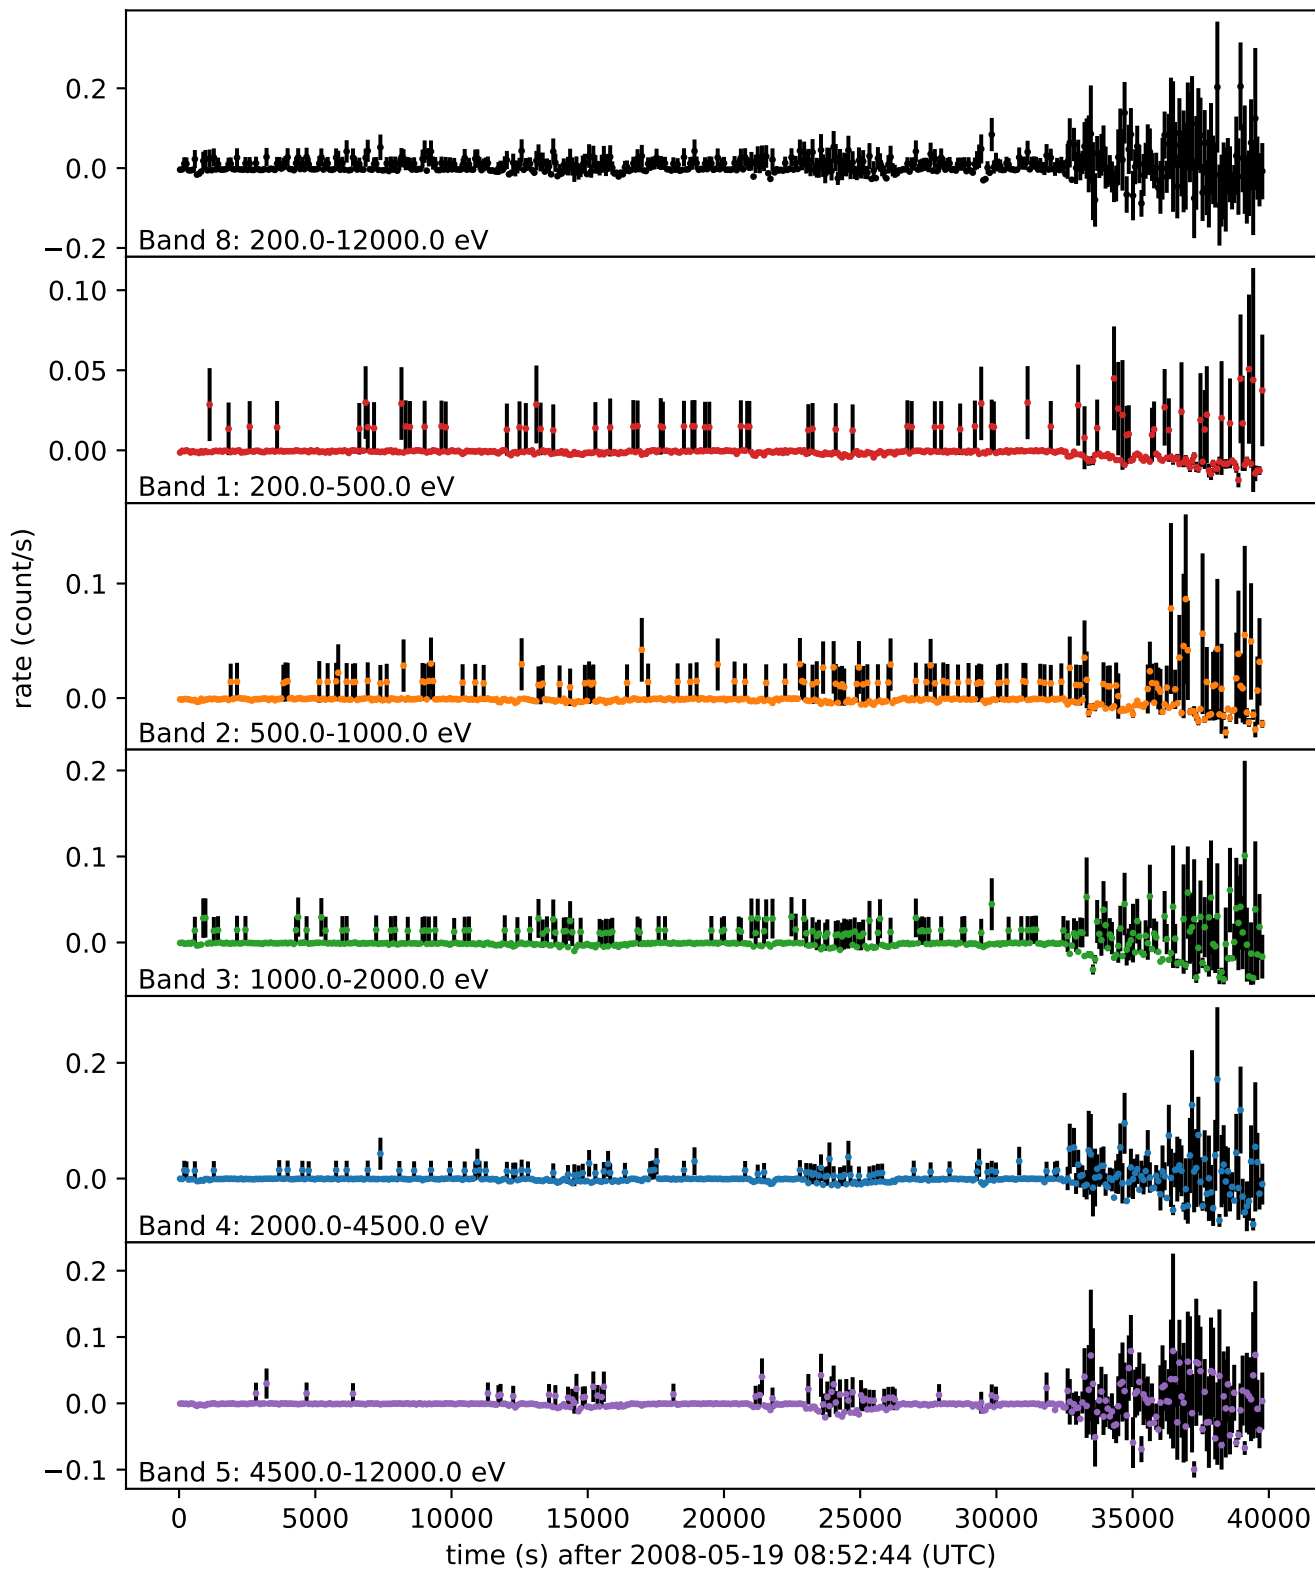 0.2
0.0
−0.2
Band 8: 200.0-12000.0 eV
0.10
0.05
0.00
Band 1: 200.0-500.0 eV
rate (count/s)
0.1
0.0
Band 2: 500.0-1000.0 eV
0.2
0.1
0.0
Band 3: 1000.0-2000.0 eV
0.2
0.0
Band 4: 2000.0-4500.0 eV
0.2
0.1
0.0
−0.1
Band 5: 4500.0-12000.0 eV
0 5000 10000 15000 20000 25000 30000 35000 40000
time (s) after 2008-05-19 08:52:44 (UTC)